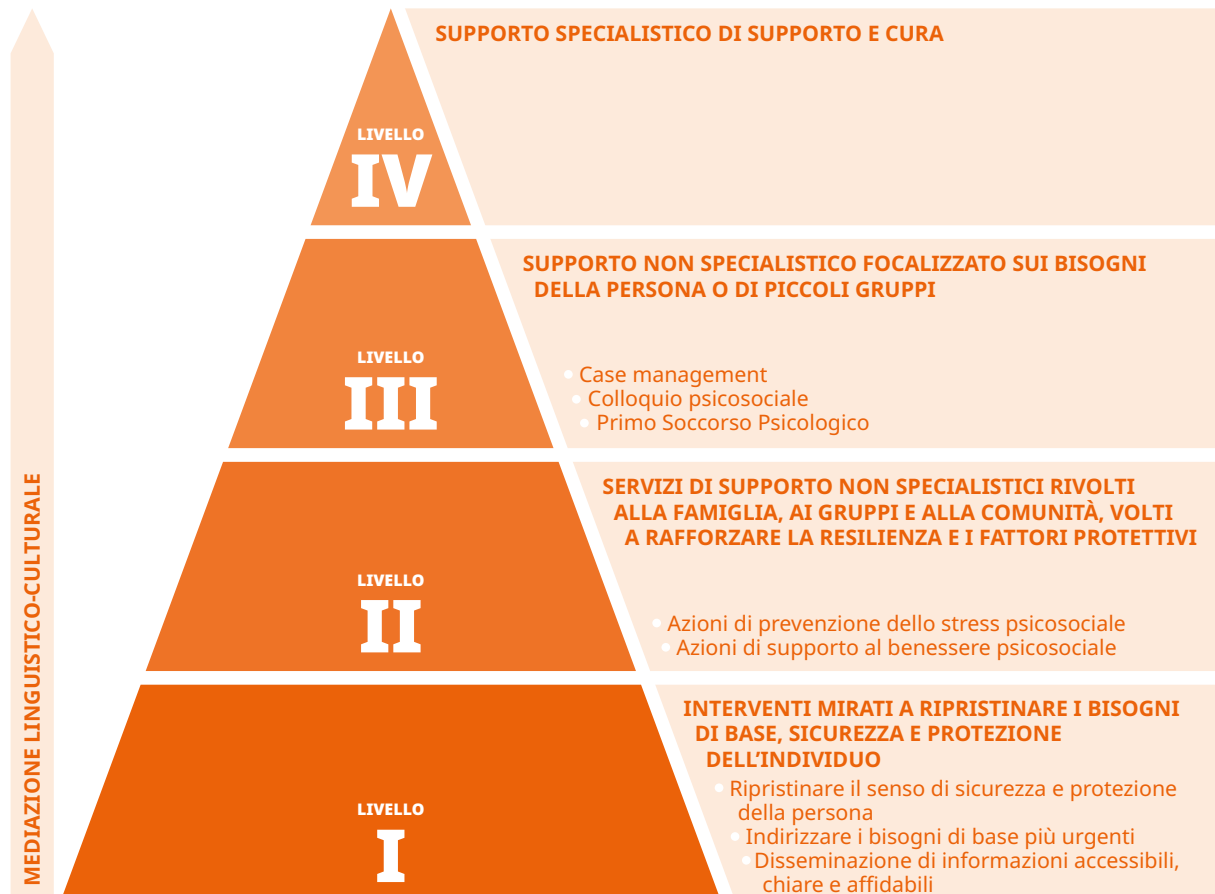 SUPPORTO SPECIALISTICO DI SUPPORTO E CURA
LIVELLO
IV
SUPPORTO NON SPECIALISTICO FOCALIZZATO SUI BISOGNI
DELLA PERSONA O DI PICCOLI GRUPPI
LIVELLO
III
• Case management
• Colloquio psicosociale
• Primo Soccorso Psicologico
SERVIZI DI SUPPORTO NON SPECIALISTICI RIVOLTI
ALLA FAMIGLIA, AI GRUPPI E ALLA COMUNITÀ, VOLTI
A RAFFORZARE LA RESILIENZA E I FATTORI PROTETTIVI
LIVELLO
II
• Azioni di prevenzione dello stress psicosociale
• Azioni di supporto al benessere psicosociale
INTERVENTI MIRATI A RIPRISTINARE I BISOGNI
DI BASE, SICUREZZA E PROTEZIONE
DELL’INDIVIDUO
LIVELLO
I
• Ripristinare il senso di sicurezza e protezione
della persona
• Indirizzare i bisogni di base più urgenti
• Disseminazione di informazioni accessibili,
chiare e affidabili
MEDIAZIONE LINGUISTICO-CULTURALE